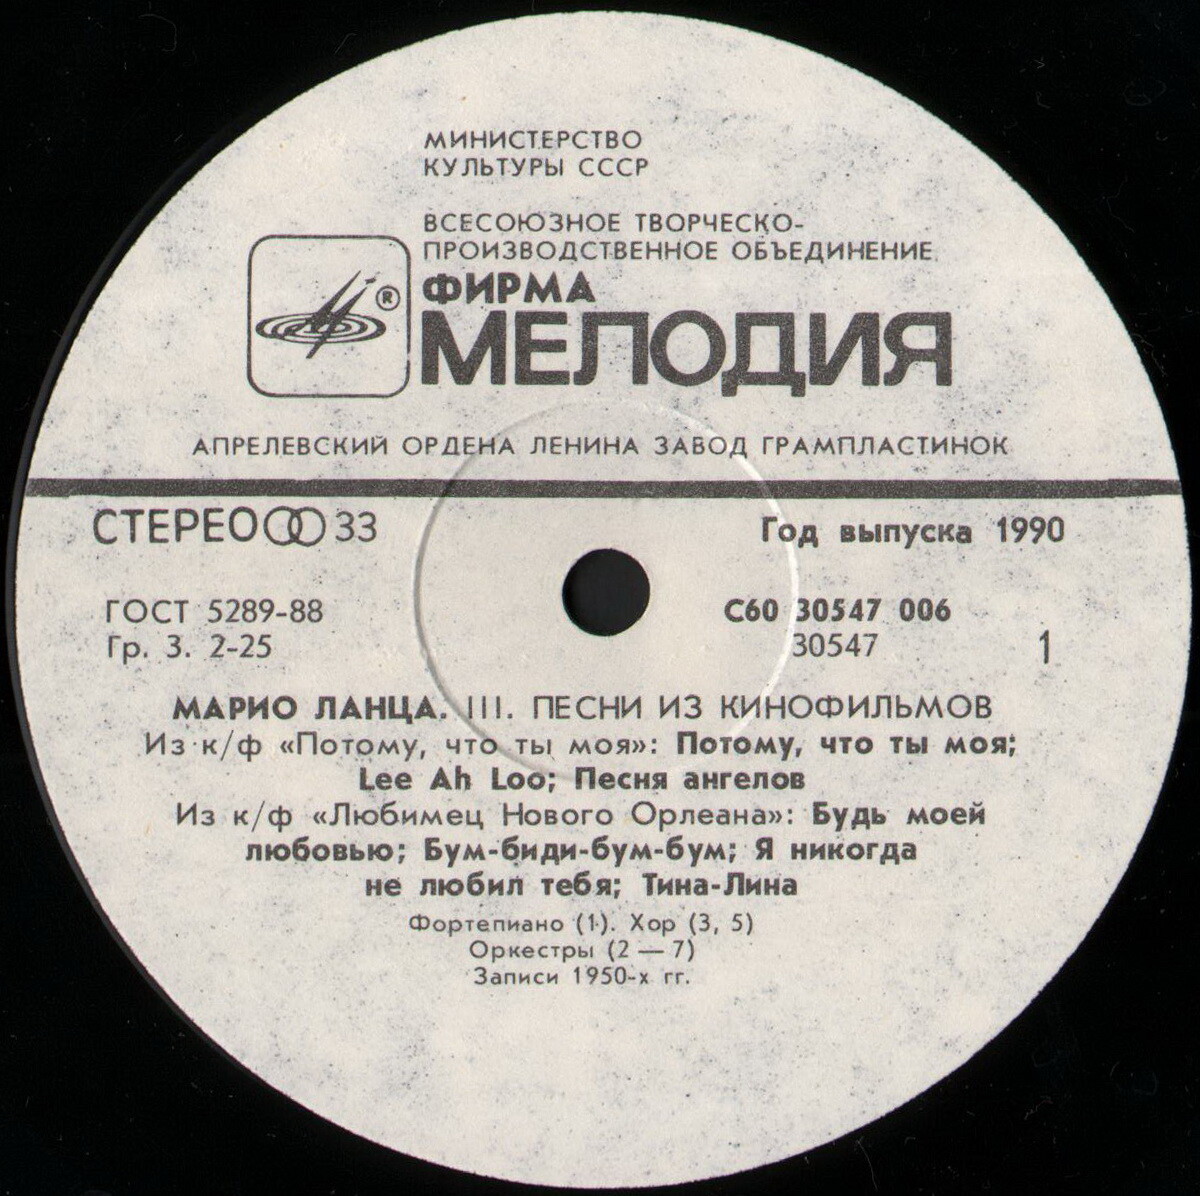 МИНИСТЕРСТВО
КУЛЬТУРЫ СССР
ВСЕСОЮЗНОЕ ТВОРЧЕСКО-
ПРОИЗВОДСТВЕННОЕ ОБЪЕДИНЕНИЕ
®
ФИРМА
МЕЛОДИЯ
АПРЕЛЕВСКИЙ ОРДЕНА ЛЕНИНА ЗАВОД ГРАМПЛАСТИНОК
СТЕРЕО 33
Год выпуска 1990
ГОСТ 5289-88
С60 30547 006
Гр. 3. 2-25
30547
1
МАРИО ЛАНЦА. III. ПЕСНИ ИЗ КИНОФИЛЬМОВ
Из к/ф «Потому, что ты моя»: Потому, что ты моя;
Lee Ah Loo; Песня ангелов
Из к/ф «Любимец Нового Орлеана»: Будь моей
любовью; Бум-биди-бум-бум; Я никогда
не любил тебя; Тина-Лина
Фортепиано (1). Хор (3, 5)
Оркестры (2 — 7)
Записи 1950-х гг.